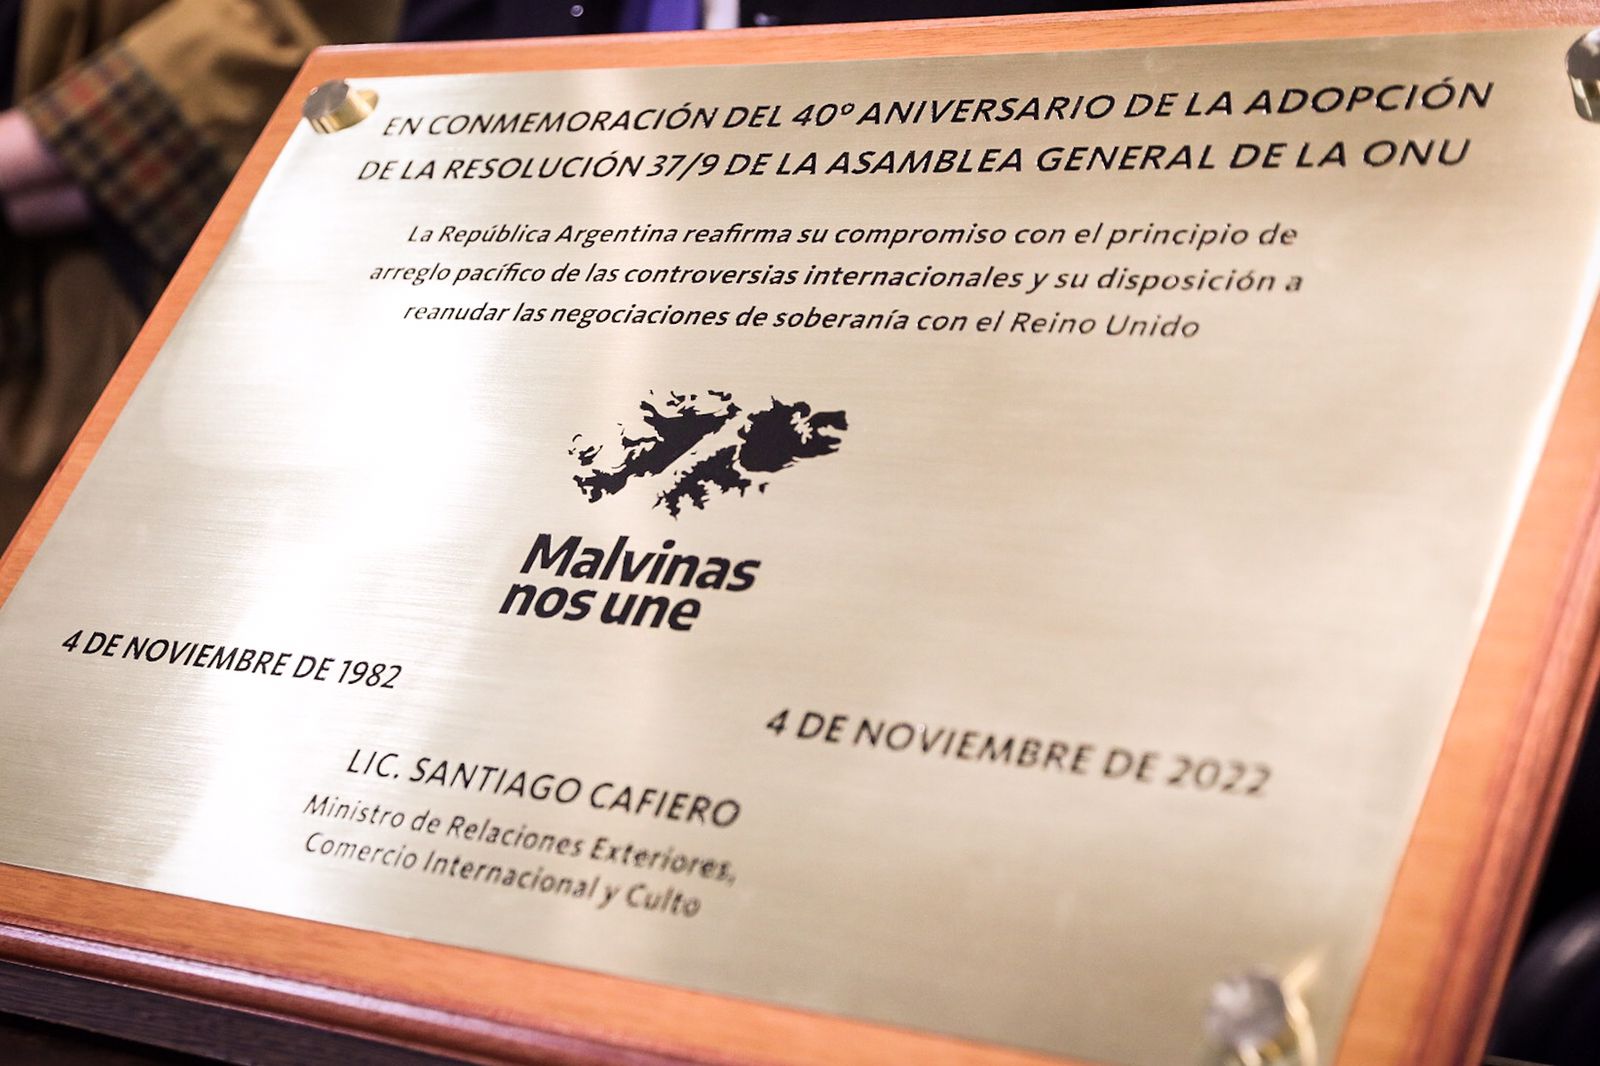 EN CONMEMORACIÓN DEL 40º ANIVERSARIO DE LA ADOPCIÓN
DE LA RESOLUCIÓN 37/9 DE LA ASAMBLEA GENERAL DE LA ONU
La República Argentina reafirma su compromiso con el principio de
arreglo pacífico de las controversias internacionales y su disposición a
reanudar las negociaciones de soberanía con el Reino Unido
Malvinas
nos une
4 DE NOVIEMBRE DE 1982
4 DE NOVIEMBRE DE 2022
LIC. SANTIAGO CAFIERO
Ministro de Relaciones Exteriores,
Comercio Internacional y Culto